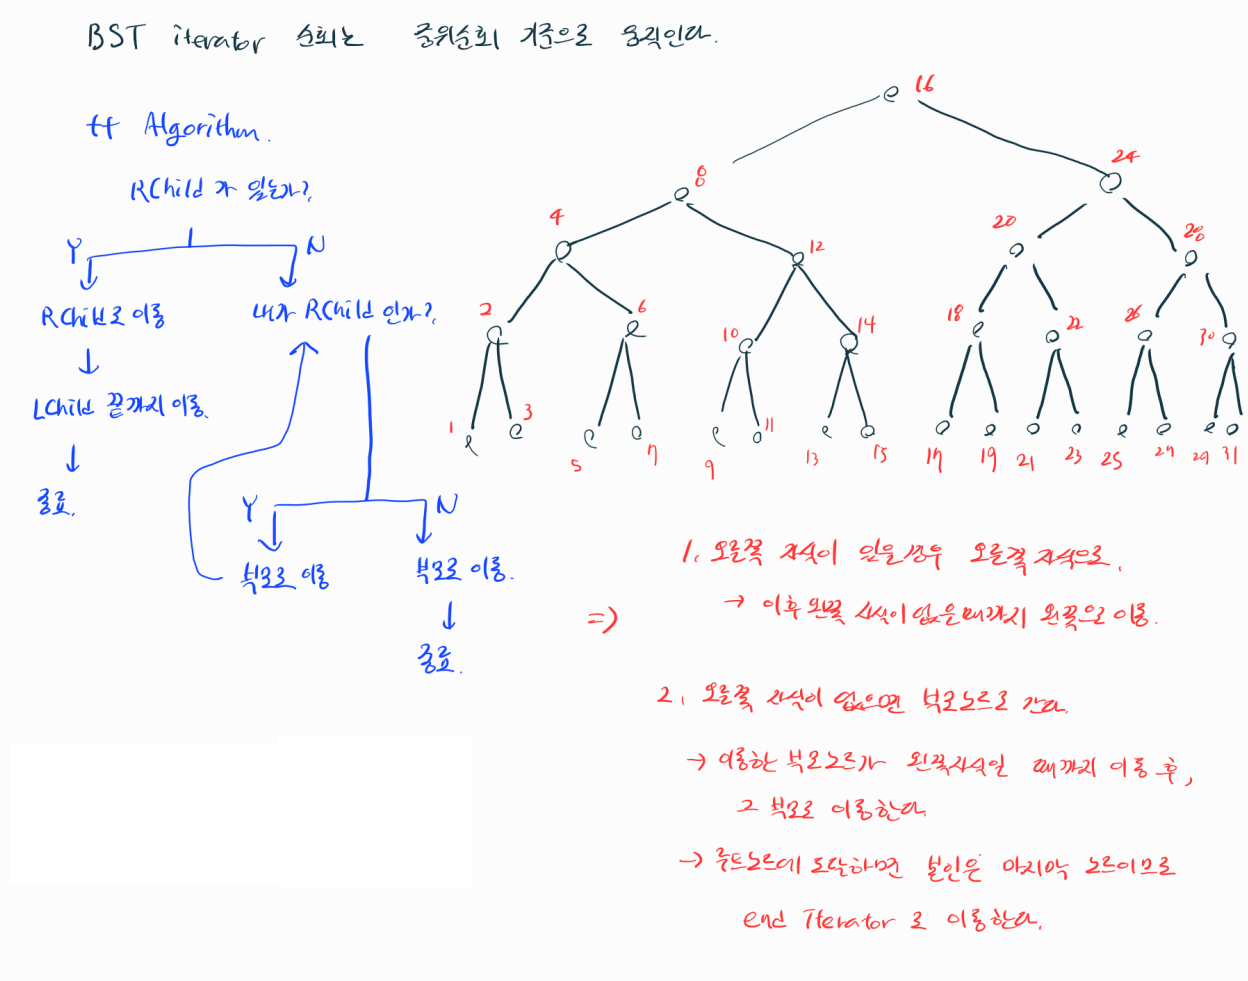 BST iterator 순회는 중위순회 기준으로 움직인다.
++ Algorithm.
RChild 가 있는가?
Y N
RChild로 이동
내가 RChild 인가?
LChild 끝까지 이동.
종료.
Y N
부모로 이동
부모로 이동.
종료.
16
8
24
4
12
20
28
2
6
10
14
18
22
26
30
1
3
5
7
9
11
13
15
17
19
21
23
25
27
29
31
1. 오른쪽 자식이 있을 경우 오른쪽 자식으로.
=) → 이후 왼쪽 자식이 없을때까지 왼쪽으로 이동.
2. 오른쪽 자식이 없으면 부모노드로 간다.
→ 이동한 부모노드가 왼쪽자식일 때까지 이동 후,
그 부모로 이동한다.
→ 루트노드에 도달하면 본인은 마지막 노드이므로
end Iterator 로 이동한다.